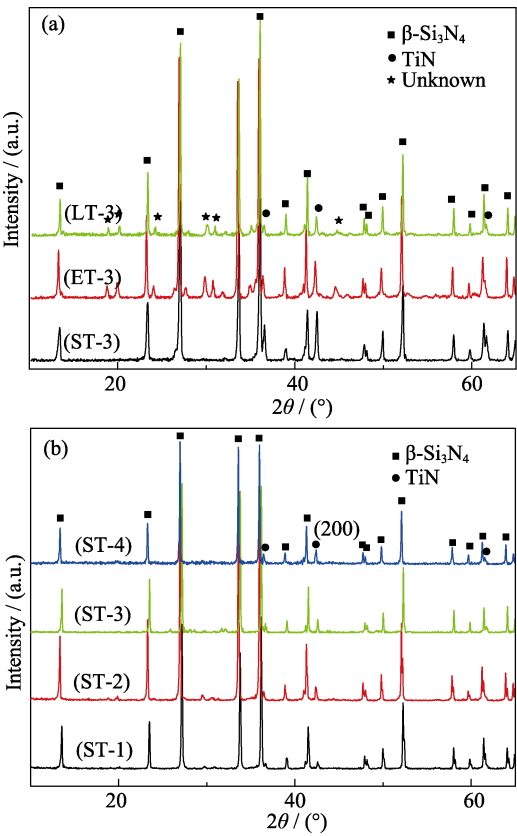 (a)
■ β-Si₃N₄
● TiN
★ Unknown
Intensity / (a.u.)
(LT-3)
(ET-3)
(ST-3)
20 40 60
2θ / (°)
(b)
■ β-Si₃N₄
● TiN
Intensity / (a.u.)
(200)
(ST-4)
(ST-3)
(ST-2)
(ST-1)
20 40 60
2θ / (°)